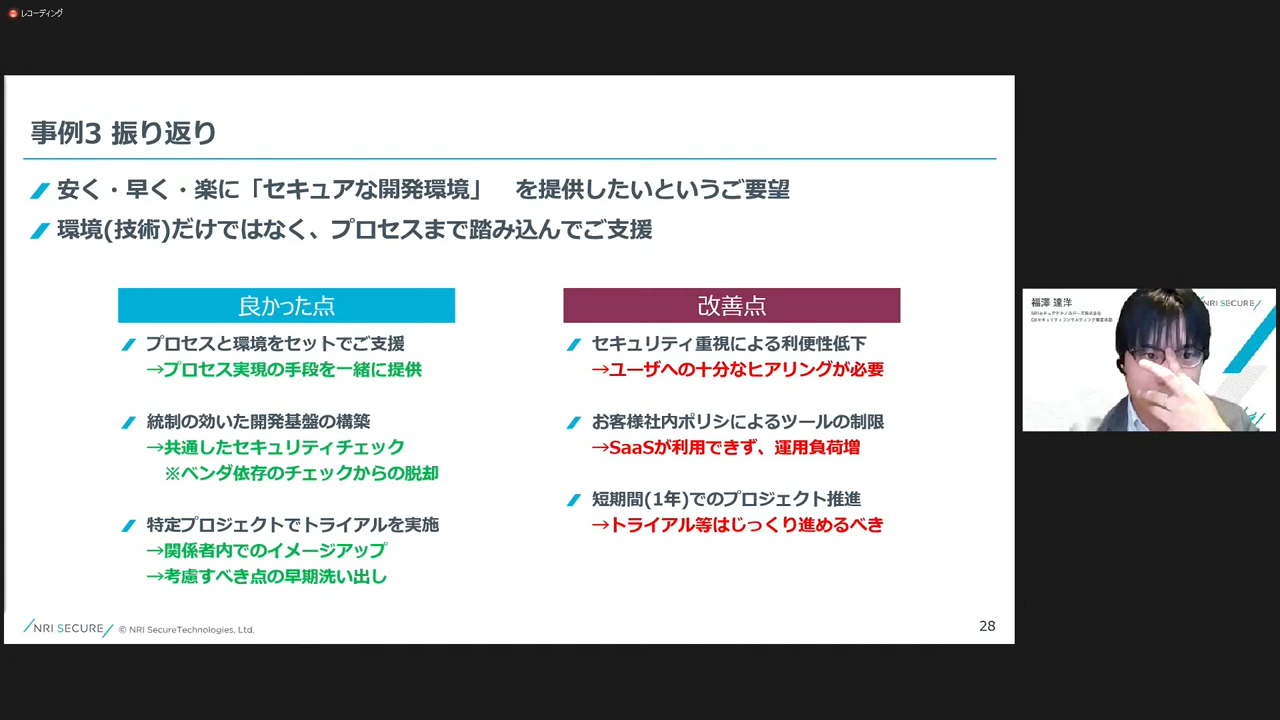 レコーディング
事例3 振り返り
安く・早く・楽に「セキュアな開発環境」 を提供したいというご要望
環境(技術)だけではなく、プロセスまで踏み込んでご支援
良かった点
プロセスと環境をセットでご支援
→プロセス実現の手段を一緒に提供
統制の効いた開発基盤の構築
→共通したセキュリティチェック
※ベンダ依存のチェックからの脱却
特定プロジェクトでトライアルを実施
→関係者内でのイメージアップ
→考慮すべき点の早期洗い出し
改善点
セキュリティ重視による利便性低下
→ユーザへの十分なヒアリングが必要
お客様社内ポリシによるツールの制限
→SaaSが利用できず、運用負荷増
短期間(1年)でのプロジェクト推進
→トライアル等はじっくり進めるべき
NRI SECURE © NRI SecureTechnologies, Ltd.
28
福澤 達洋
NRIセキュアテクノロジーズ株式会社
DXセキュリティコンサルティング事業本部
NRI SECURE